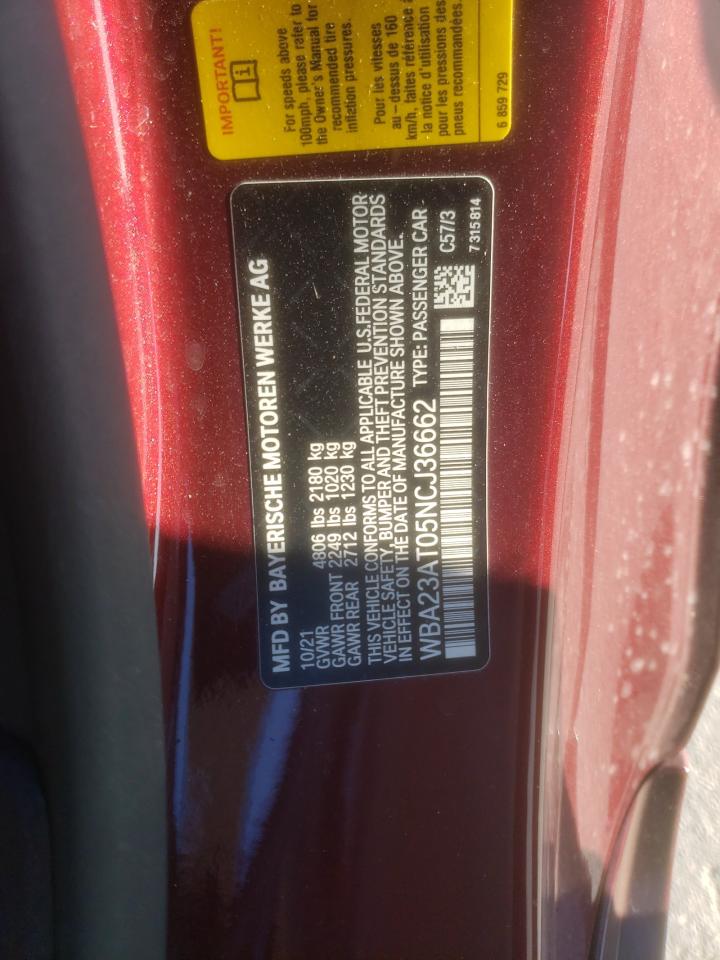 IMPORTANT!
For speeds above
100mph, please rater to
the Owner's Manual for
recommended tire
inflation pressures.
Pour les vitesses
au - dessus de 160
km/h, faites référence à
la notice d'utilisation
pour les pressions des
pneus recommandées.
6 859 729
MFD BY BAYERISCHE MOTOREN WERKE AG
10/21
GVWR 4806 lbs 2180 kg
GAWR FRONT 2249 lbs 1020 kg
GAWR REAR 2712 lbs 1230 kg
THIS VEHICLE CONFORMS TO ALL APPLICABLE U.S.FEDERAL MOTOR
VEHICLE SAFETY, BUMPER AND THEFT PREVENTION STANDARDS
IN EFFECT ON THE DATE OF MANUFACTURE SHOWN ABOVE.
WBA23AT05NCJ36662 TYPE: PASSENGER CAR
C57/3
7 315 814